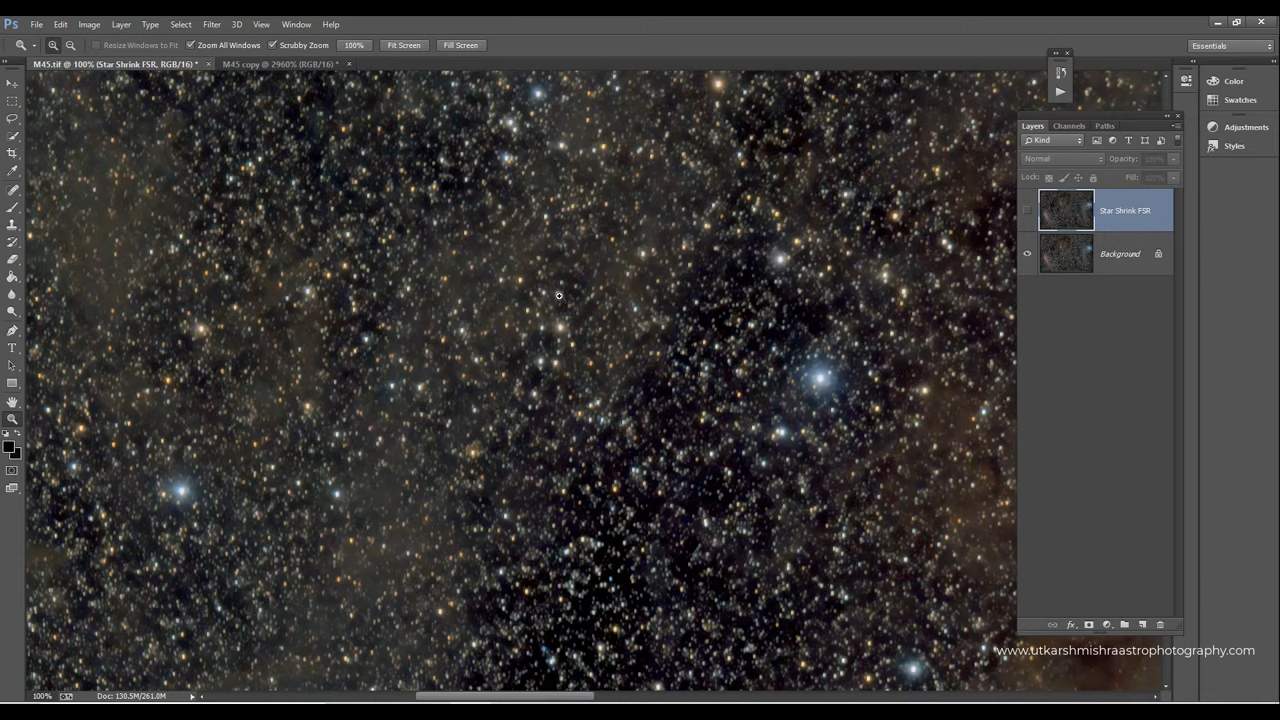 Ps File Edit Image Layer Type Select Filter 3D View Window Help
Resize Windows to Fit Zoom All Windows Scrubby Zoom 100% Fit Screen Fill Screen Essentials
M45.tif @ 100% (Star Shrink FSR, RGB/16) * × M45 copy @ 2960% (RGB/16) * ×
Color
Swatches
Adjustments
Styles
Layers Channels Paths
Kind
Normal Opacity: 100%
Lock: Fill: 100%
Star Shrink FSR
Background
www.utkarshmishraastrophotography.com
100% Doc: 130.5M/261.0M